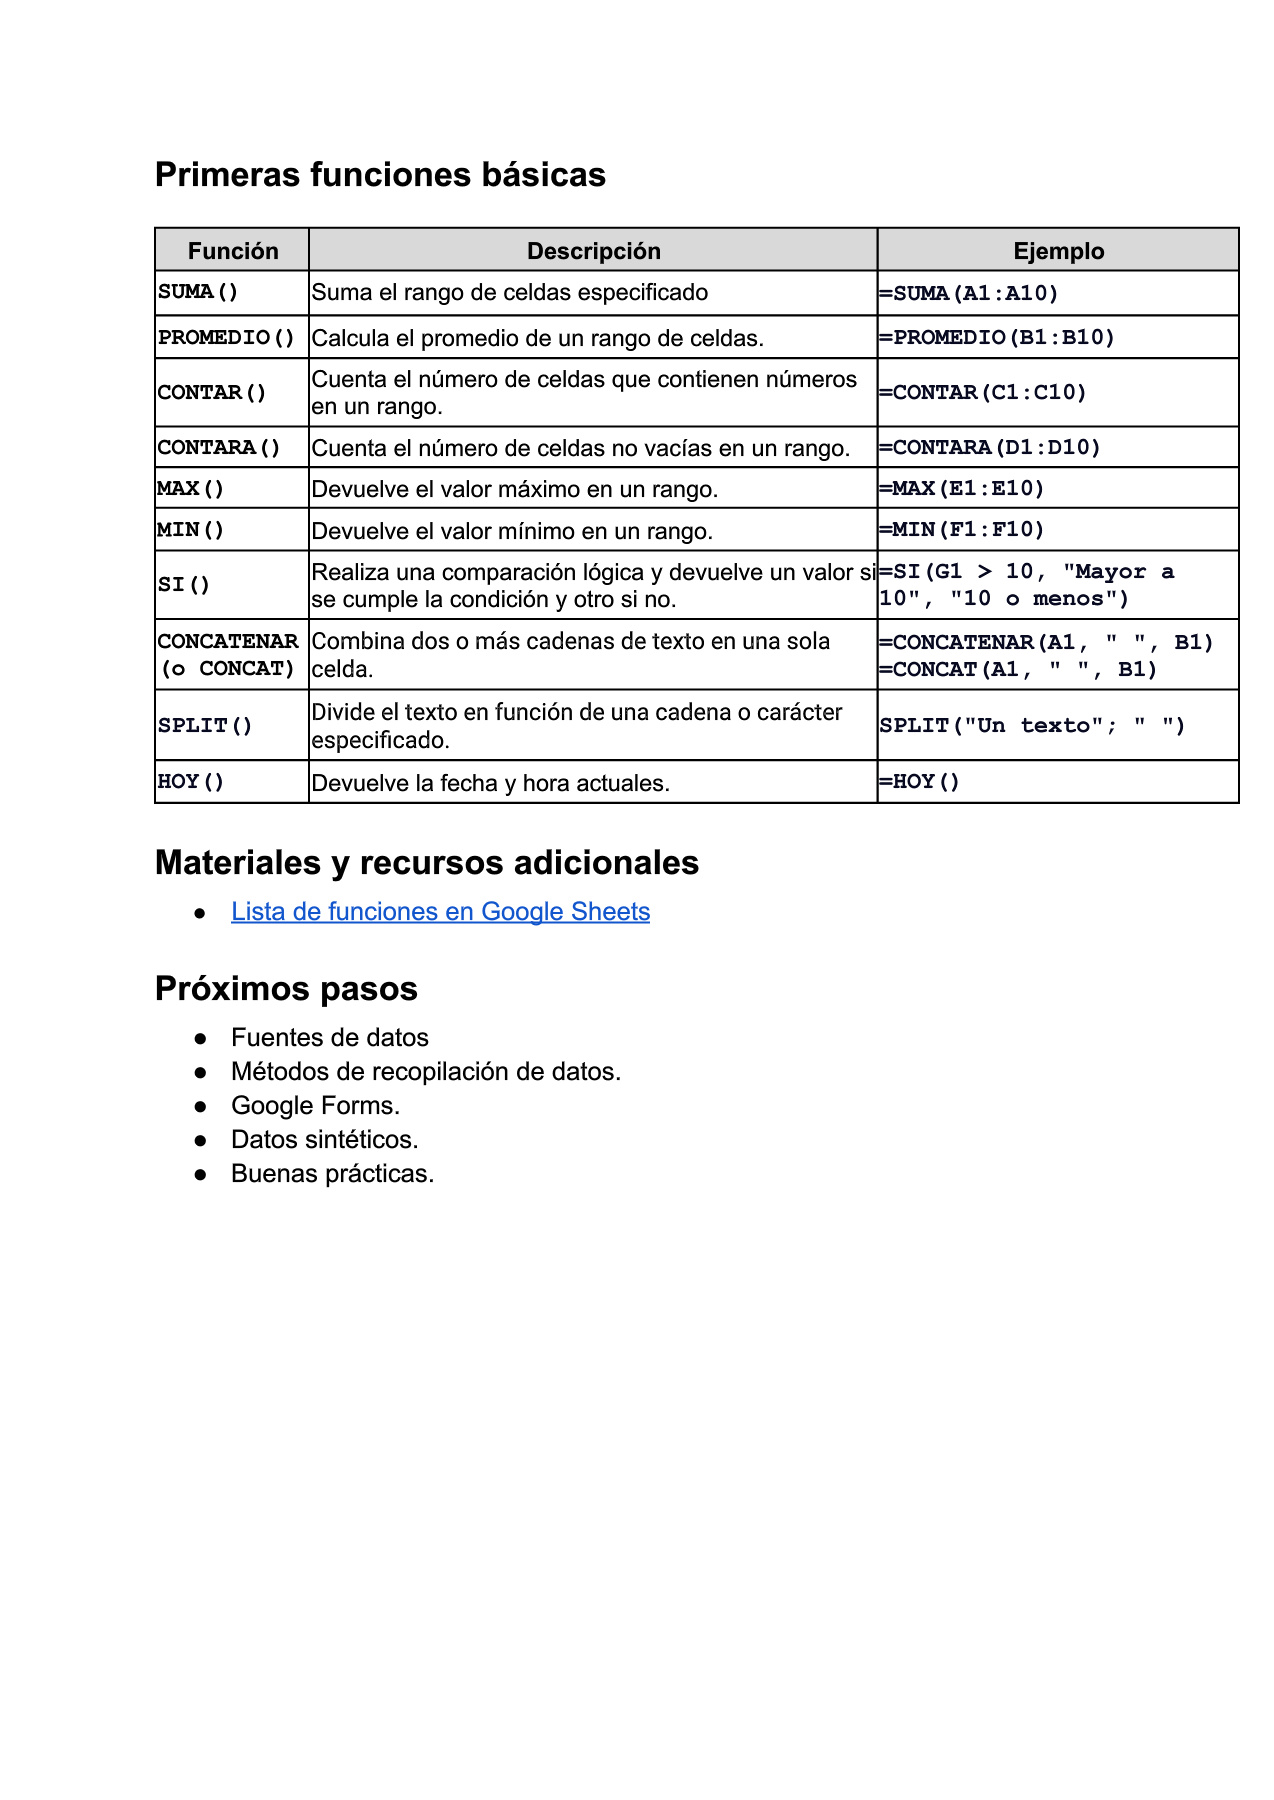 Primeras funciones básicas
Función Descripción Ejemplo
SUMA() Suma el rango de celdas especificado =SUMA(A1:A10)
PROMEDIO() Calcula el promedio de un rango de celdas. =PROMEDIO(B1:B10)
CONTAR() Cuenta el número de celdas que contienen números =CONTAR(C1:C10)
en un rango.
CONTARA() Cuenta el número de celdas no vacías en un rango. =CONTARA(D1:D10)
MAX() Devuelve el valor máximo en un rango. =MAX(E1:E10)
MIN() Devuelve el valor mínimo en un rango. =MIN(F1:F10)
SI() Realiza una comparación lógica y devuelve un valor si =SI(G1 > 10, "Mayor a
se cumple la condición y otro si no. 10", "10 o menos")
CONCATENAR Combina dos o más cadenas de texto en una sola =CONCATENAR(A1, " ", B1)
(o CONCAT) celda. =CONCAT(A1, " ", B1)
SPLIT() Divide el texto en función de una cadena o carácter SPLIT("Un texto"; " ")
especificado.
HOY() Devuelve la fecha y hora actuales. =HOY()
Materiales y recursos adicionales
● Lista de funciones en Google Sheets
Próximos pasos
● Fuentes de datos
● Métodos de recopilación de datos.
● Google Forms.
● Datos sintéticos.
● Buenas prácticas.